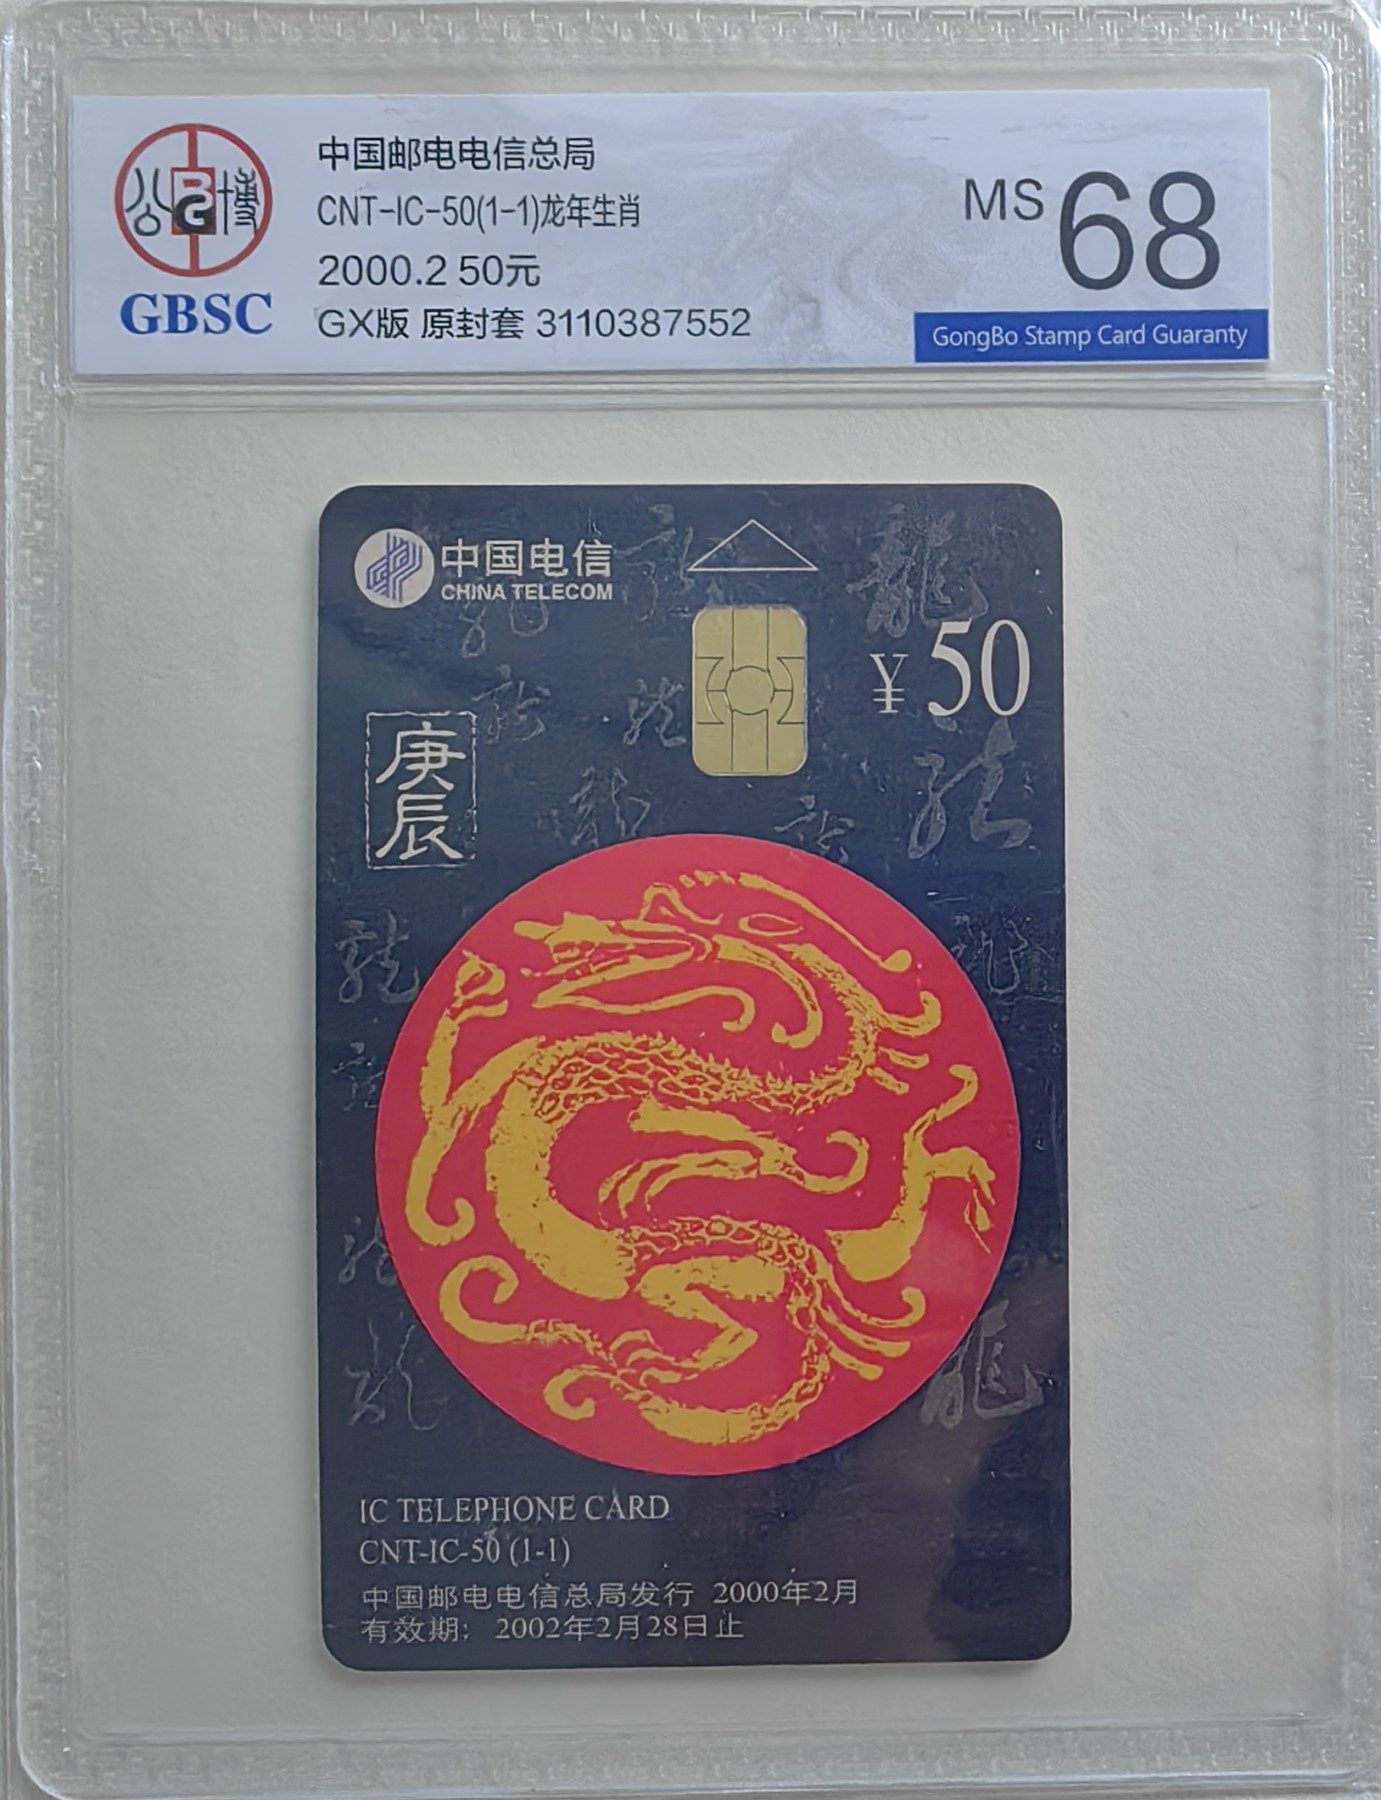 公博
GBSC
中国邮电电信总局
CNT-IC-50(1-1)龙年生肖
2000.2 50元
GX版 原封套 3110387552
MS 68
GongBo Stamp Card Guaranty
中国电信
CHINA TELECOM
¥50
庚辰
IC TELEPHONE CARD
CNT-IC-50 (1-1)
中国邮电电信总局发行 2000年2月
有效期: 2002年2月28日止